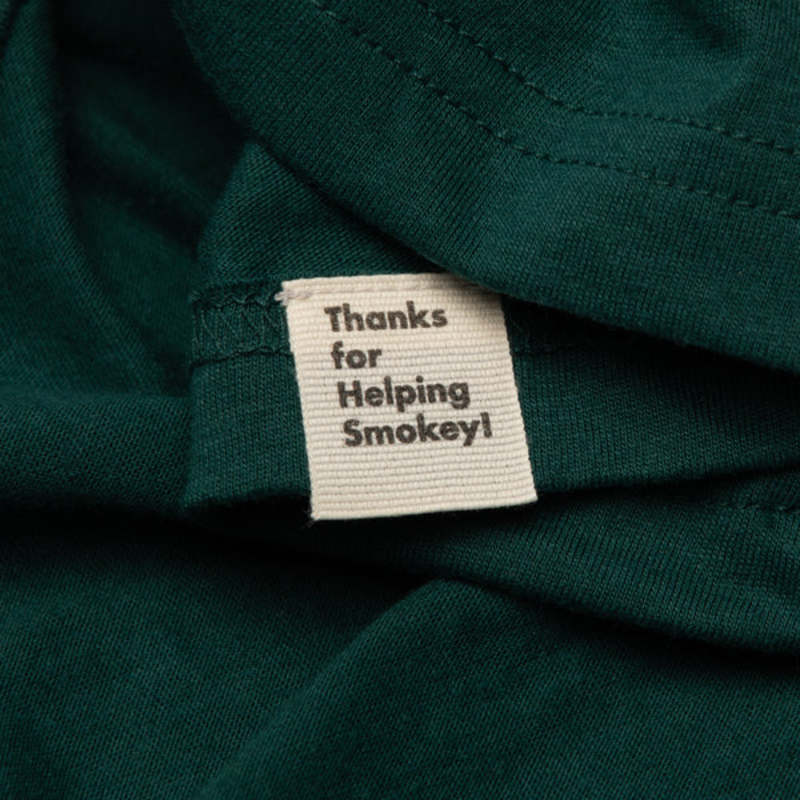 Thanks
for
Helping
Smokey!